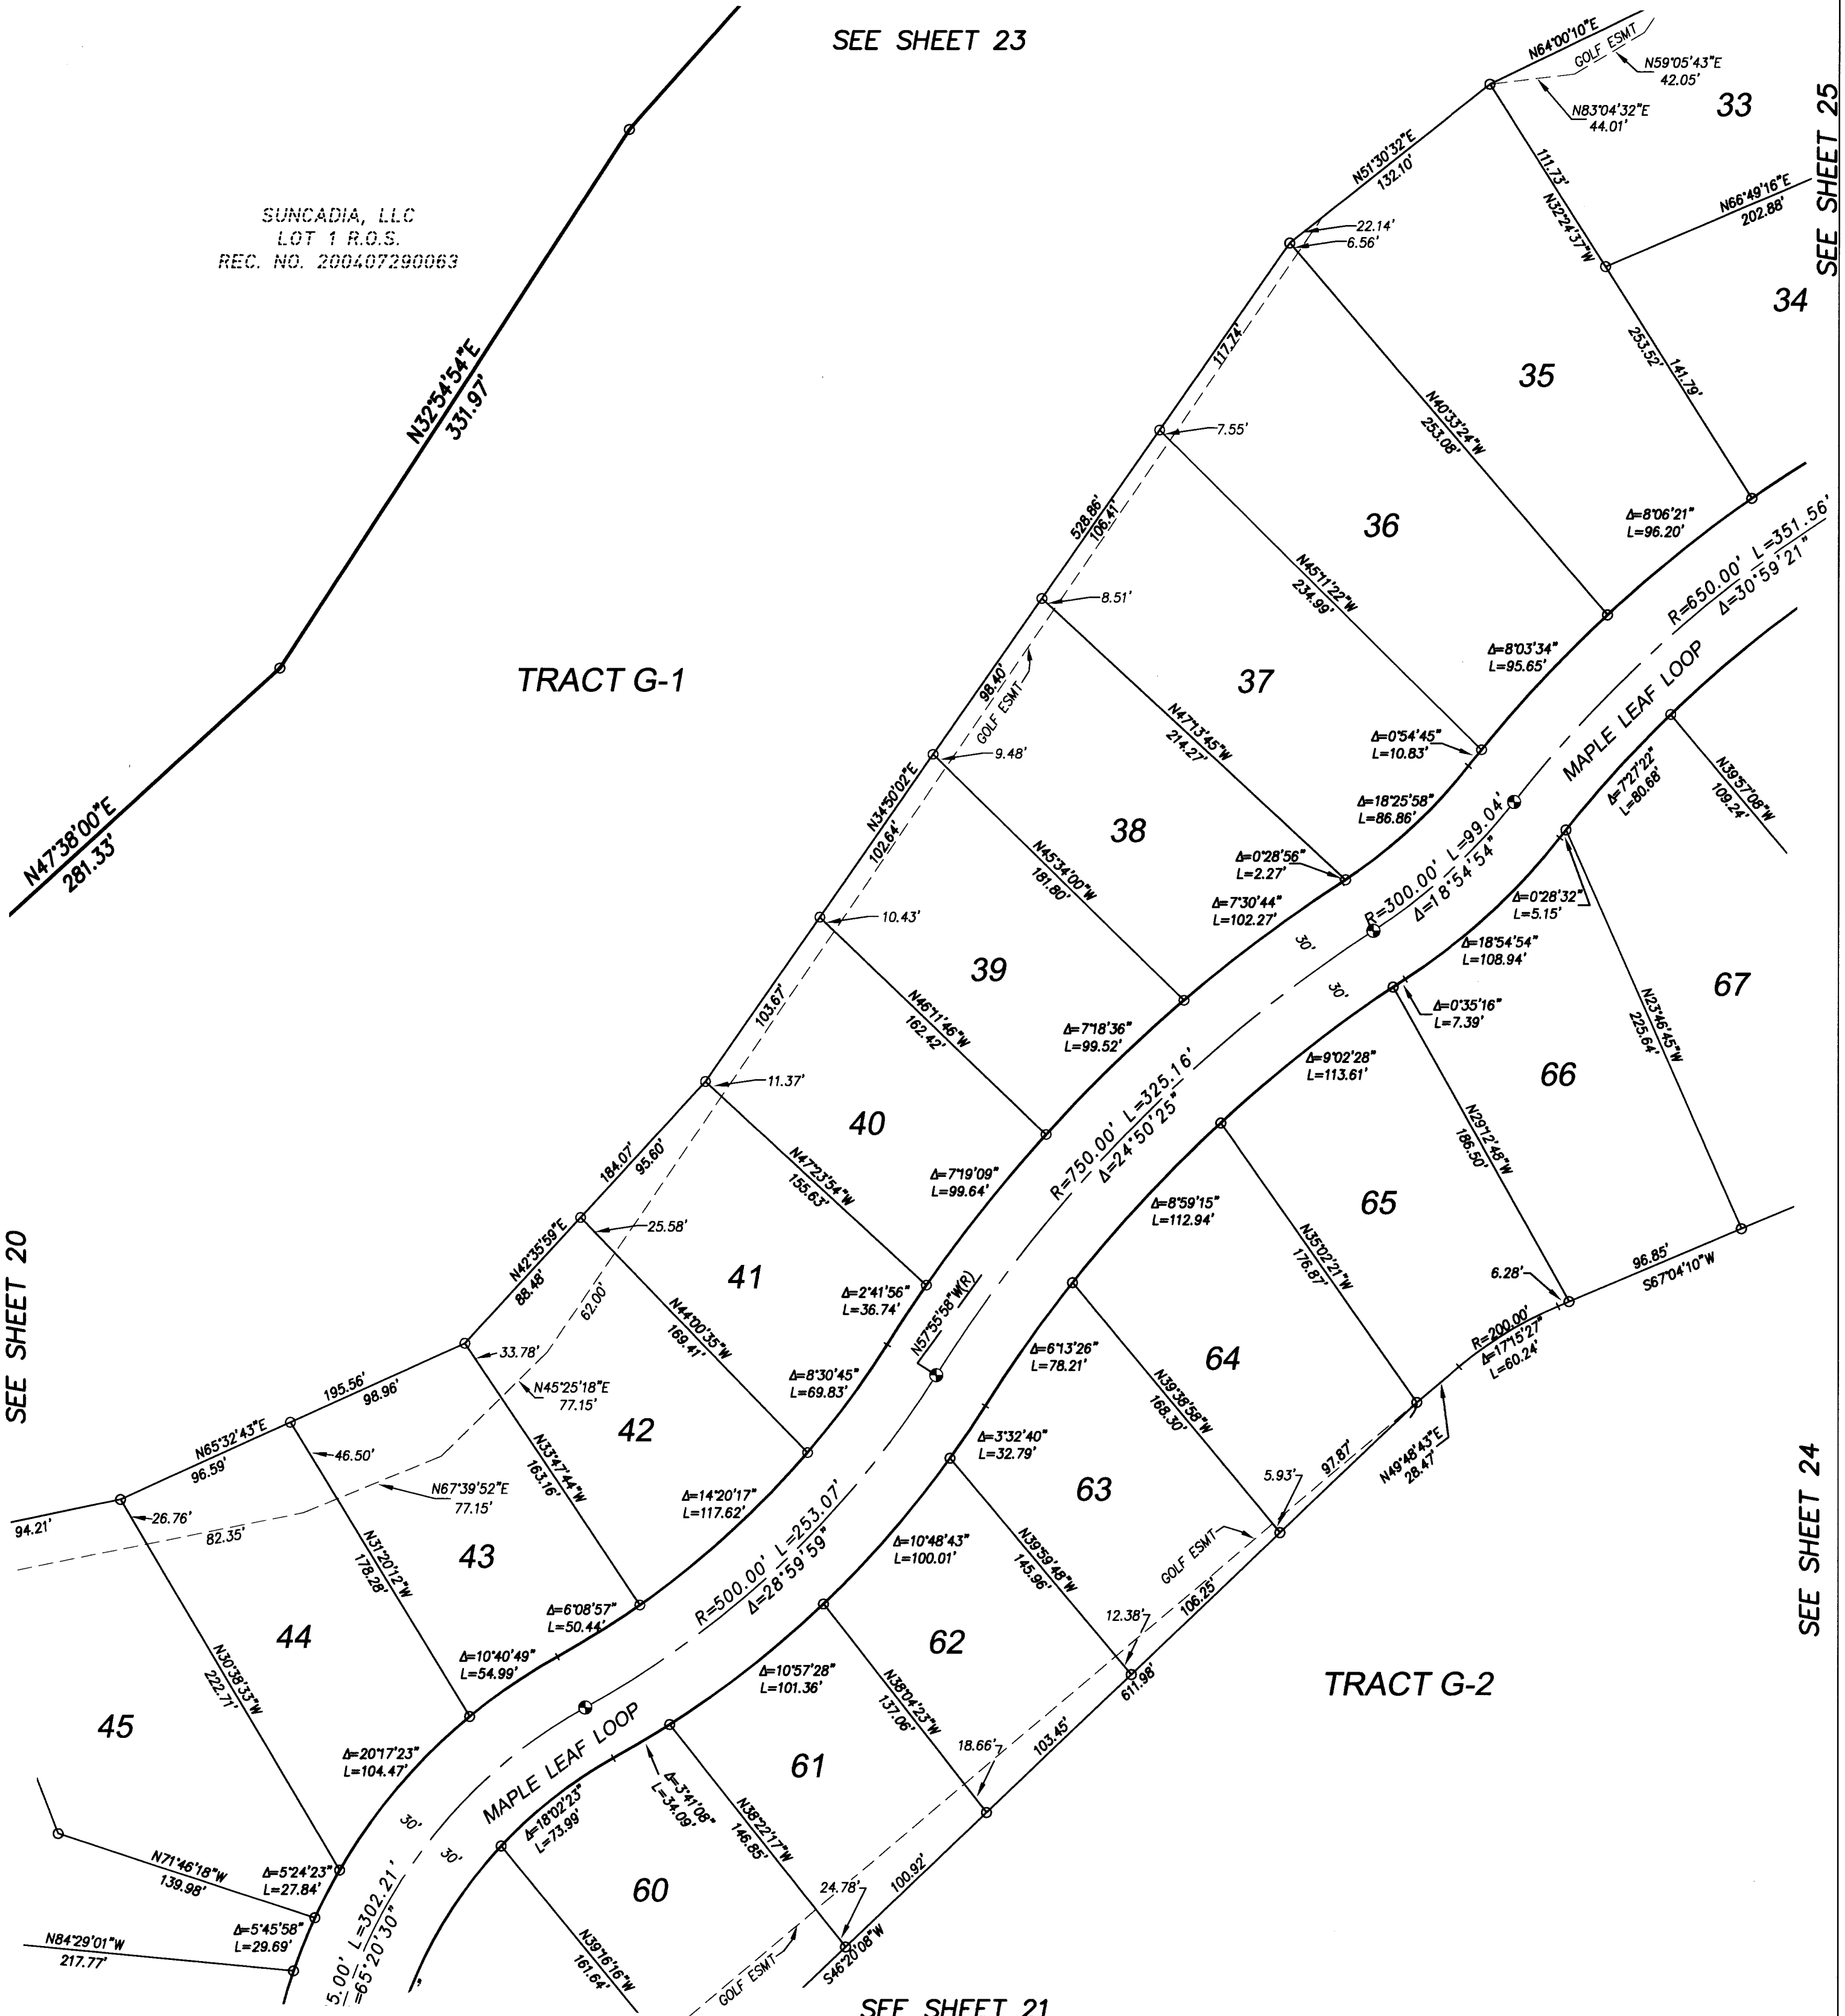 SEE SHEET 23
N64°00'10"E
GOLF ESMT
N59°05'43"E
42.05'
N83°04'32"E
44.01'
33
SEE SHEET 25
N51°30'32"E
132.10'
111.73'
N32°24'37"W
N66°49'16"E
202.88'
22.14'
6.56'
34
SUNCADIA, LLC
LOT 1 R.O.S.
REC. NO. 200407290063
N32°54'54"E
331.97'
117.74'
35
253.52'
141.79'
N40°33'24"W
253.08'
7.55'
528.86'
106.41'
36
Δ=8°06'21"
L=96.20'
R=650.00' L=351.56'
Δ=30°59'21"
N45°11'22"W
234.99'
8.51'
Δ=8°03'34"
L=95.65'
TRACT G-1
98.40'
GOLF ESMT
37
MAPLE LEAF LOOP
N47°13'45"W
214.27'
9.48'
Δ=0°54'45"
L=10.83'
N34°50'02"E
102.64'
Δ=7°27'22"
L=80.68'
N39°57'08"W
109.24'
N47°38'00"E
281.33'
38
Δ=18°25'58"
L=86.86'
R=300.00' L=99.04'
Δ=18°54'54"
N45°34'00"W
181.80'
Δ=0°28'56"
L=2.27'
Δ=7°30'44"
L=102.27'
10.43'
Δ=0°28'32"
L=5.15'
30'
30'
Δ=18°54'54"
L=108.94'
39
67
103.67'
N46°11'46"W
162.42'
Δ=7°18'36"
L=99.52'
Δ=0°35'16"
L=7.39'
N23°46'45"W
225.64'
Δ=9°02'28"
L=113.61'
66
11.37'
R=750.00' L=325.16'
Δ=24°50'25"
40
N29°12'48"W
186.50'
184.07'
95.60'
N47°23'54"W
155.63'
Δ=7°19'09"
L=99.64'
Δ=8°59'15"
L=112.94'
65
25.58'
N42°35'59"E
88.48'
N35°02'21"W
176.87'
96.85'
S67°04'10"W
6.28'
SEE SHEET 20
62.00'
41
Δ=2°41'56"
L=36.74'
N57°55'58"W(R)
N44°00'35"W
169.41'
R=200.00'
Δ=17°15'27"
L=60.24'
33.78'
Δ=6°13'26"
L=78.21'
64
N45°25'18"E
77.15'
Δ=8°30'45"
L=69.83'
N39°38'58"W
168.30'
195.56'
98.96'
42
N65°32'43"E
96.59'
46.50'
N33°47'44"W
163.16'
Δ=3°32'40"
L=32.79'
N49°48'43"E
28.47'
5.93'
97.87'
SEE SHEET 24
N67°39'52"E
77.15'
Δ=14°20'17"
L=117.62'
63
94.21'
26.76'
82.35'
43
N31°20'12"W
178.28'
R=500.00' L=253.07'
Δ=28°59'59"
Δ=10°48'43"
L=100.01'
N39°59'48"W
145.96'
GOLF ESMT
106.25'
Δ=6°08'57"
L=50.44'
12.38'
44
62
N30°38'33"W
222.71'
Δ=10°40'49"
L=54.99'
Δ=10°57'28"
L=101.36'
N38°04'23"W
137.06'
611.98'
TRACT G-2
45
MAPLE LEAF LOOP
18.66'
103.45'
Δ=20°17'23"
L=104.47'
61
Δ=3°41'08"
L=34.09'
Δ=18°02'23"
L=73.99'
N38°22'17"W
146.85'
30'
30'
N71°46'18"W
139.98'
Δ=5°24'23"
L=27.84'
60
24.78'
100.92'
Δ=5°45'58"
L=29.69'
N84°29'01"W
217.77'
5.00' L=302.21'
=65°20'30"
N39°16'16"W
161.64'
GOLF ESMT
S46°20'08"W
SEE SHEET 21